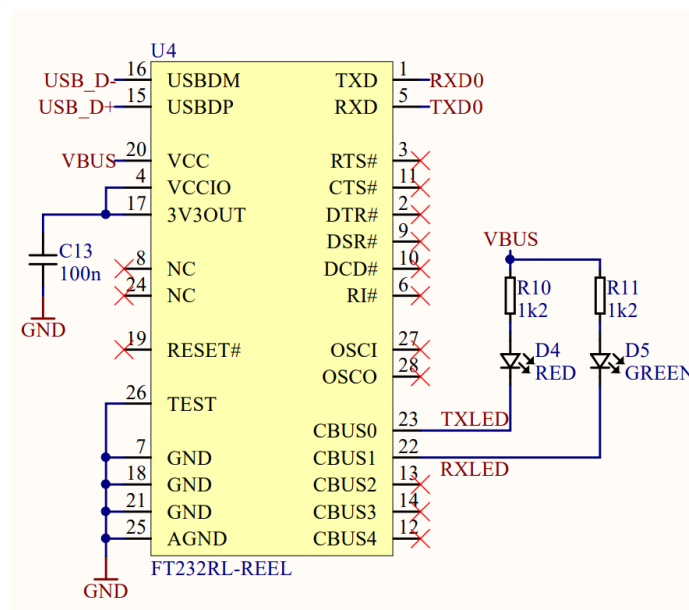 U4
USB_D- 16 USBDM TXD 1 RXD0
USB_D+ 15 USBDP RXD 5 TXD0
VBUS 20 VCC RTS# 3
4 VCCIO CTS# 11
17 3V3OUT DTR# 2
DSR# 9
C13
100n
GND
8 NC DCD# 10
24 NC RI# 6
VBUS
R10
1k2
R11
1k2
19 RESET# OSCI 27
OSCO 28
D4
RED
D5
GREEN
26 TEST
CBUS0 23 TXLED
7 GND CBUS1 22 RXLED
18 GND CBUS2 13
21 GND CBUS3 14
25 AGND CBUS4 12
FT232RL-REEL
GND